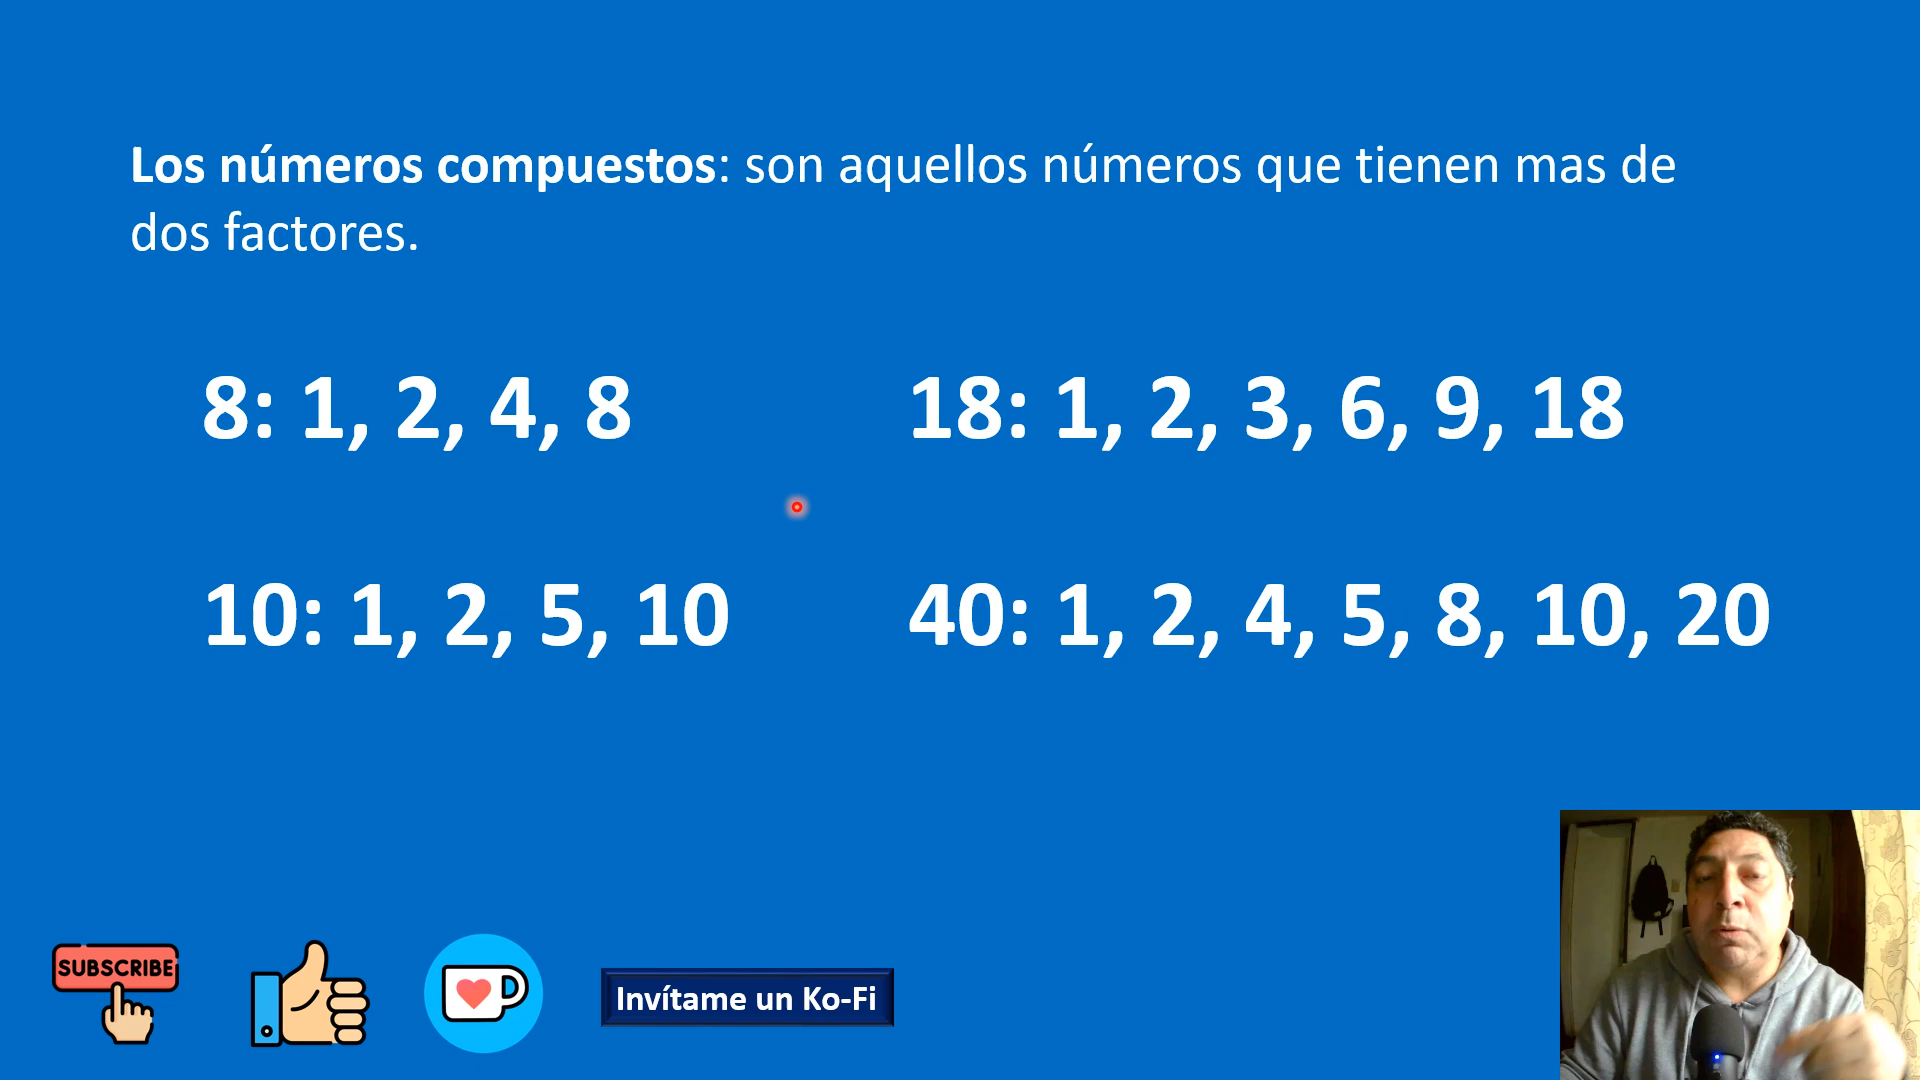 Los números compuestos: son aquellos números que tienen mas de
dos factores.
8: 1, 2, 4, 8
18: 1, 2, 3, 6, 9, 18
10: 1, 2, 5, 10
40: 1, 2, 4, 5, 8, 10, 20
SUBSCRIBE
Invítame un Ko-Fi